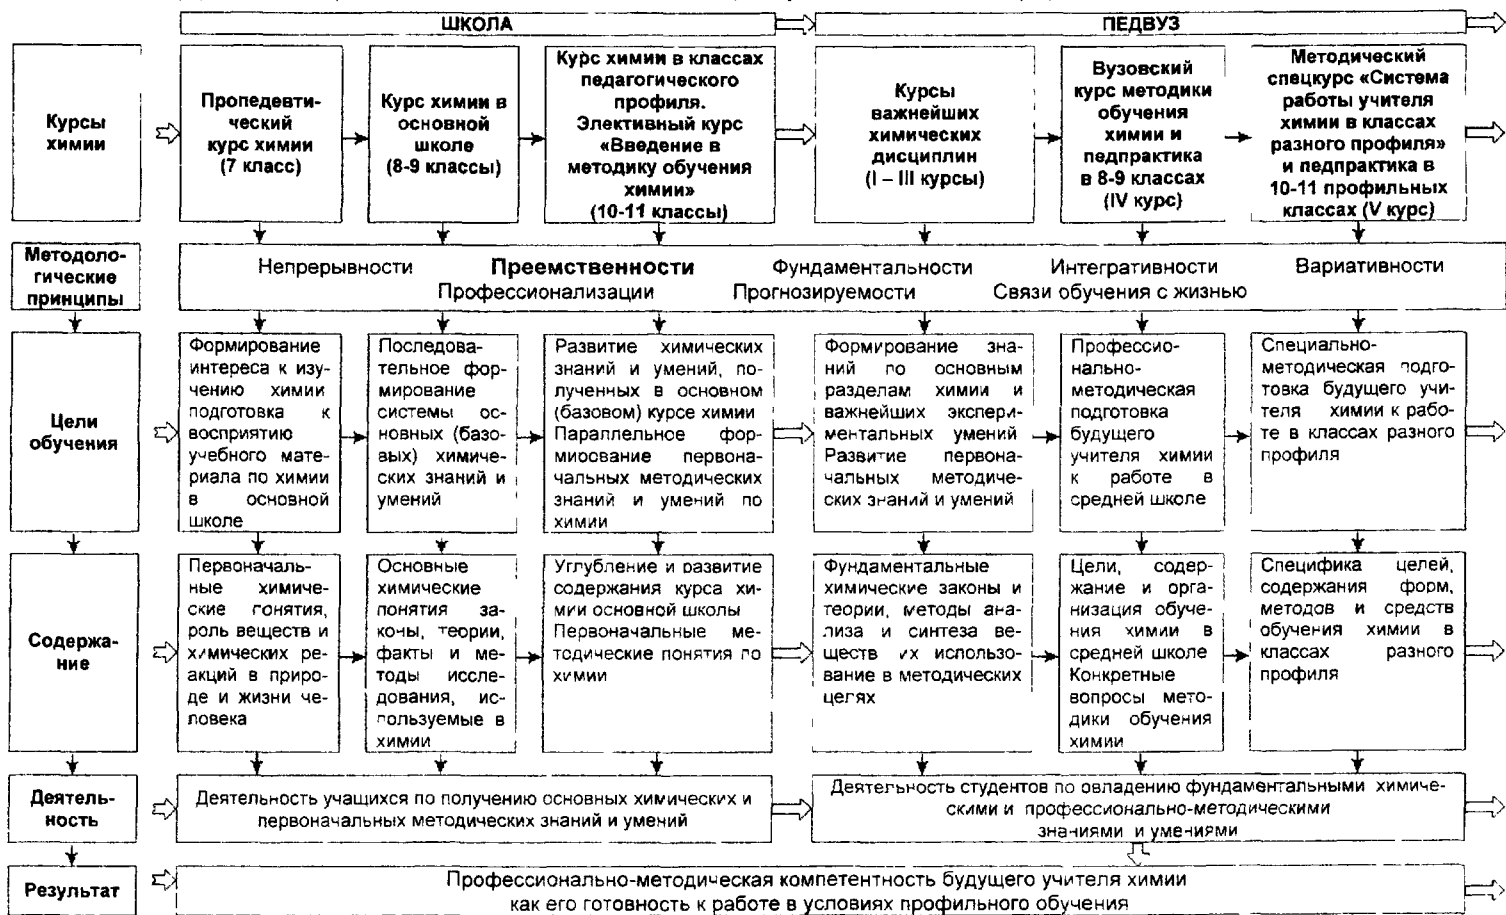 ШКОЛА
ПЕДВУЗ
Курсы
химии
Пропедевти-
ческий
курс химии
(7 класс)
Курс химии в
основной
школе
(8-9 классы)
Курс химии в классах
педагогического
профиля.
Элективный курс
«Введение в
методику обучения
химии»
(10-11 классы)
Курсы
важнейших
химических
дисциплин
(I – III курсы)
Вузовский
курс методики
обучения
химии и
педпрактика
в 8-9 классах
(IV курс)
Методический
спецкурс «Система
работы учителя
химии в классах
разного профиля»
и педпрактика в
10-11 профильных
классах (V курс)
Методоло-
гические
принципы
Непрерывности Преемственности Фундаментальности Интегративности Вариативности
Профессионализации Прогнозируемости Связи обучения с жизнью
Цели
обучения
Формирование
интереса к изу-
чению химии
подготовка к
восприятию
учебного мате-
риала по химии
в основной
школе
Последова-
тельное фор-
мирование
системы ос-
новных (базо-
вых) химиче-
ских знаний и
умений
Развитие химических
знаний и умений, по-
лученных в основном
(базовом) курсе химии
Параллельное фор-
мирование первона-
чальных методических
знаний и умений по
химии
Формирование зна-
ний по основным
разделам химии и
важнейших экспери-
ментальных умений
Развитие первона-
чальных методиче-
ских знаний и умений
Профессио-
нально-
методическая
подготовка
будущего
учителя химии
к работе в
средней школе
Специально-
методическая подго-
товка будущего учи-
теля химии к рабо-
те в классах разного
профиля
Содержа-
ние
Первоначаль-
ные химиче-
ские понятия,
роль веществ и
химических ре-
акций в приро-
де и жизни че-
ловека
Основные
химические
понятия за-
коны, теории,
факты и ме-
тоды иссле-
дования, ис-
пользуемые в
химии
Углубление и развитие
содержания курса хи-
мии основной школы
Первоначальные ме-
тодические понятия по
химии
Фундаментальные
химические законы и
теории, методы ана-
лиза и синтеза ве-
ществ их использо-
вание в методических
целях
Цели, содер-
жание и орга-
низация обуче-
ния химии в
средней школе
Конкретные
вопросы мето-
дики обучения
химии
Специфика целей,
содержания форм,
методов и средств
обучения химии в
классах разного
профиля
Деятель-
ность
Деятельность учащихся по получению основных химических и
первоначальных методических знаний и умений
Деятельность студентов по овладению фундаментальными химиче-
скими и профессионально-методическими
знаниями и умениями
Результат
Профессионально-методическая компетентность будущего учителя химии
как его готовность к работе в условиях профильного обучения